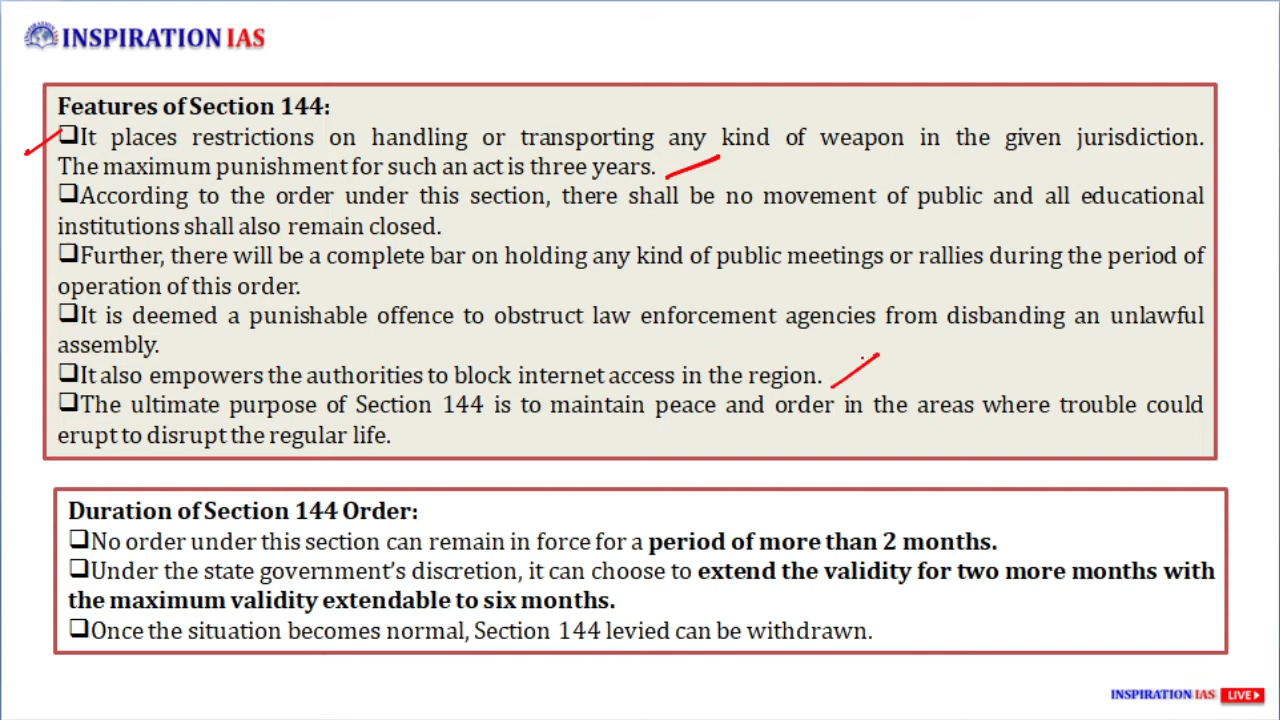 INSPIRATION IAS
Features of Section 144:
❑It places restrictions on handling or transporting any kind of weapon in the given jurisdiction.
The maximum punishment for such an act is three years.
❑According to the order under this section, there shall be no movement of public and all educational
institutions shall also remain closed.
❑Further, there will be a complete bar on holding any kind of public meetings or rallies during the period of
operation of this order.
❑It is deemed a punishable offence to obstruct law enforcement agencies from disbanding an unlawful
assembly.
❑It also empowers the authorities to block internet access in the region.
❑The ultimate purpose of Section 144 is to maintain peace and order in the areas where trouble could
erupt to disrupt the regular life.
Duration of Section 144 Order:
❑No order under this section can remain in force for a period of more than 2 months.
❑Under the state government’s discretion, it can choose to extend the validity for two more months with
the maximum validity extendable to six months.
❑Once the situation becomes normal, Section 144 levied can be withdrawn.
INSPIRATION IAS LIVE